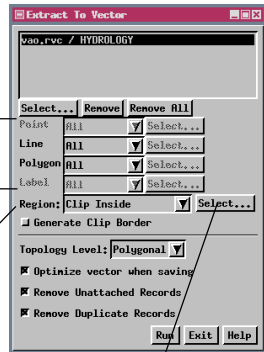 Extract To Vector
vao.rvc / HYDROLOGY
Select... Remove Remove All
Point All Select...
Line All Select...
Polygon All Select...
Label All Select...
Region: Clip Inside Select...
Generate Clip Border
Topology Level: Polygonal
Optimize vector when saving
Remove Unattached Records
Remove Duplicate Records
Run Exit Help